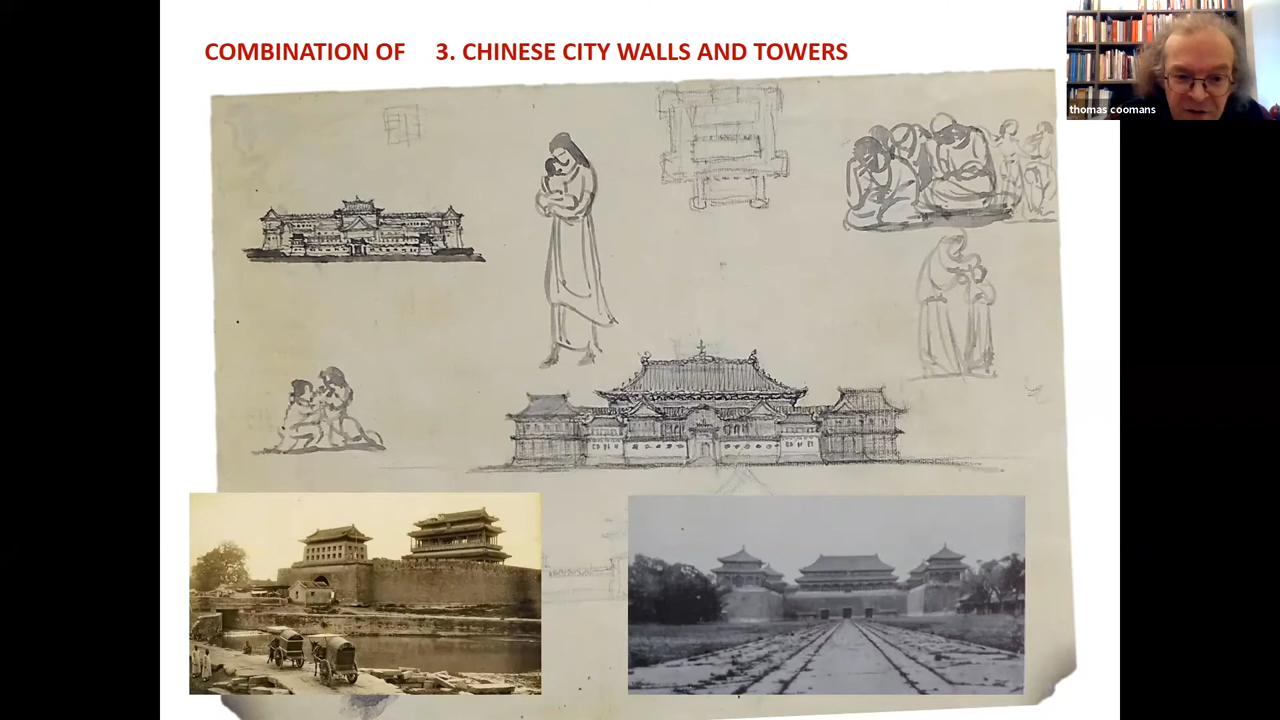 COMBINATION OF 3. CHINESE CITY WALLS AND TOWERS
thomas coomans